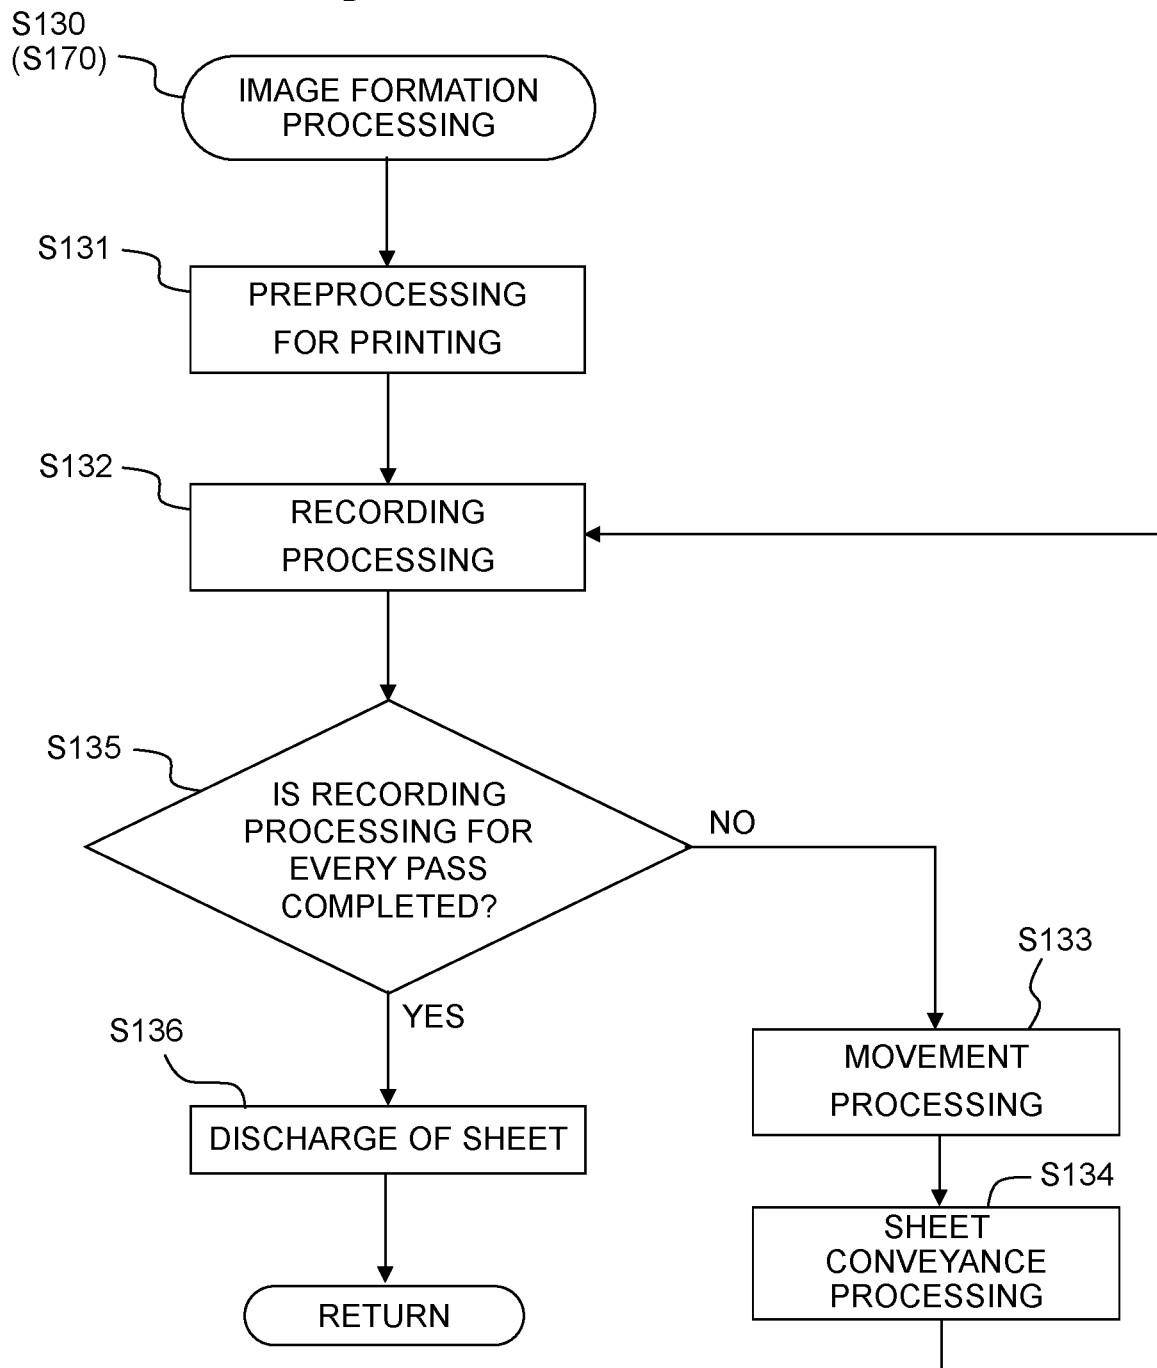 S130
(S170)
IMAGE FORMATION
PROCESSING
S131
PREPROCESSING
FOR PRINTING
S132
RECORDING
PROCESSING
S135
IS RECORDING
PROCESSING FOR
EVERY PASS
COMPLETED?
NO
YES
S133
MOVEMENT
PROCESSING
S136
DISCHARGE OF SHEET
S134
SHEET
CONVEYANCE
PROCESSING
RETURN